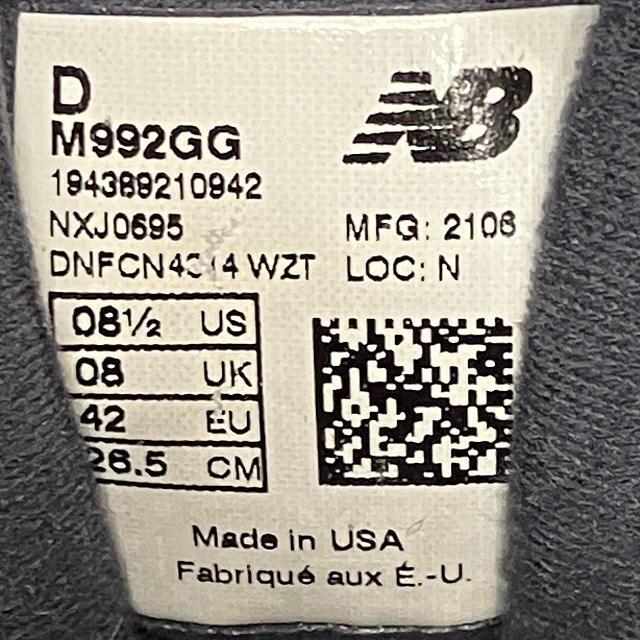 D
NB
M992GG
194389210942
NXJ0695
MFG: 2106
WZT LOC: N
08½ US
08 UK
42 EU
26.5 CM
Made in USA
Fabriqué aux É.-U.